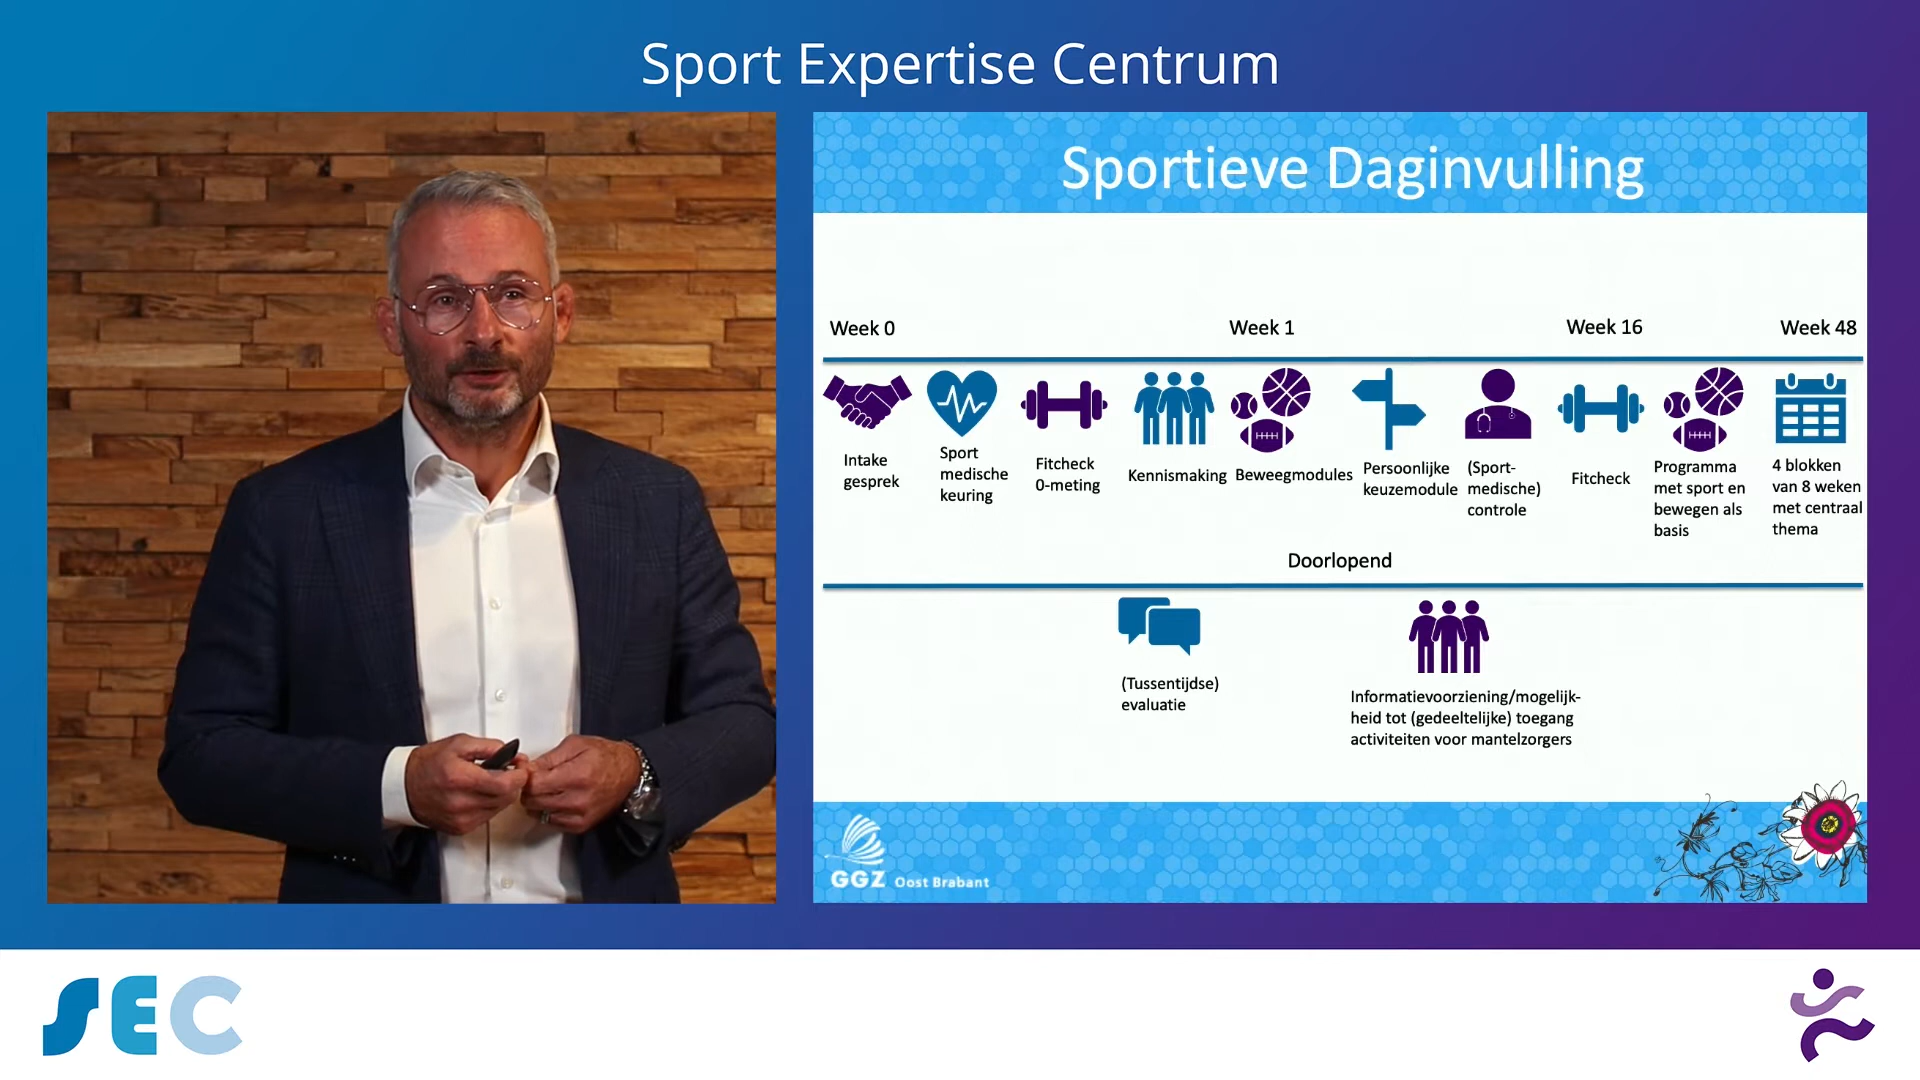 Sport Expertise Centrum
Sportieve Daginvulling
Week 0
Week 1
Week 16
Week 48
Intake
gesprek
Sport
medische
keuring
Fitcheck
0-meting
Kennismaking
Beweegmodules
Persoonlijke
keuzemodule
(Sport-
medische)
controle
Fitcheck
Programma
met sport en
bewegen als
basis
4 blokken
van 8 weken
met centraal
thema
Doorlopend
(Tussentijdse)
evaluatie
Informatievoorziening/mogelijk-
heid tot (gedeeltelijke) toegang
activiteiten voor mantelzorgers
GGZ Oost Brabant
SEC